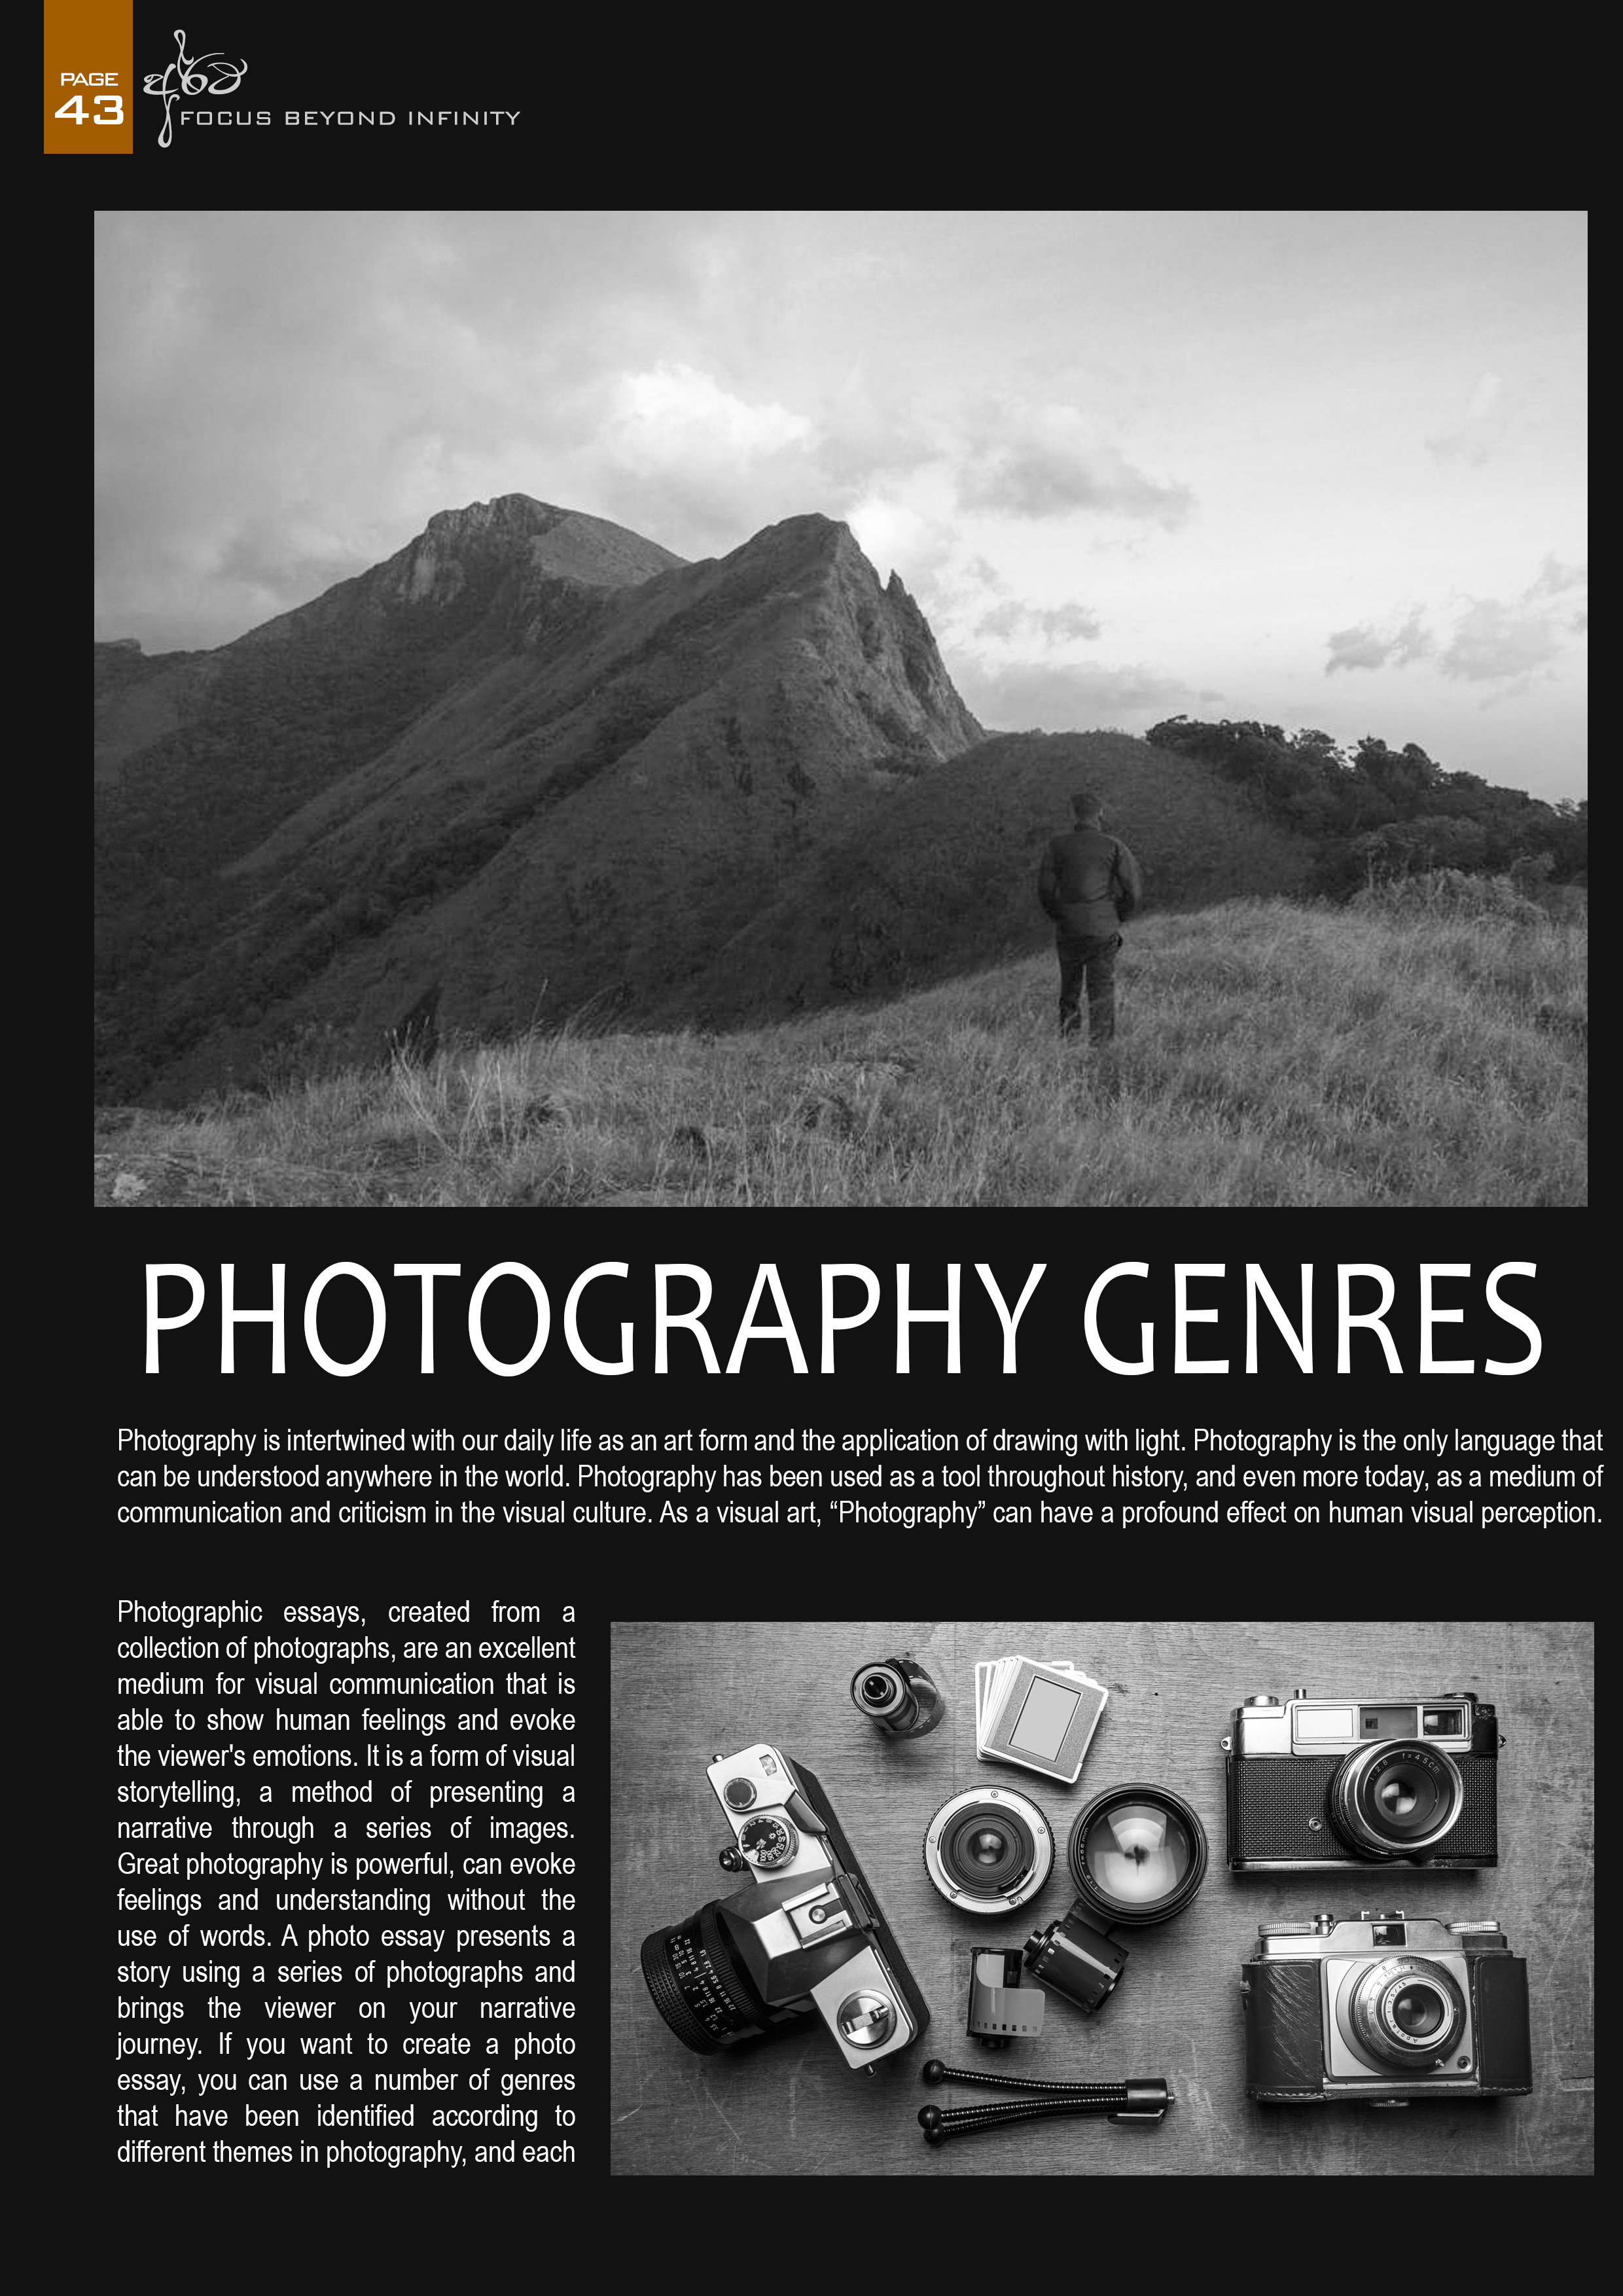 PAGE
43
FOCUS BEYOND INFINITY
PHOTOGRAPHY GENRES
Photography is intertwined with our daily life as an art form and the application of drawing with light. Photography is the only language that
can be understood anywhere in the world. Photography has been used as a tool throughout history, and even more today, as a medium of
communication and criticism in the visual culture. As a visual art, “Photography” can have a profound effect on human visual perception.
Photographic essays, created from a
collection of photographs, are an excellent
medium for visual communication that is
able to show human feelings and evoke
the viewer's emotions. It is a form of visual
storytelling, a method of presenting a
narrative through a series of images.
Great photography is powerful, can evoke
feelings and understanding without the
use of words. A photo essay presents a
story using a series of photographs and
brings the viewer on your narrative
journey. If you want to create a photo
essay, you can use a number of genres
that have been identified according to
different themes in photography, and each